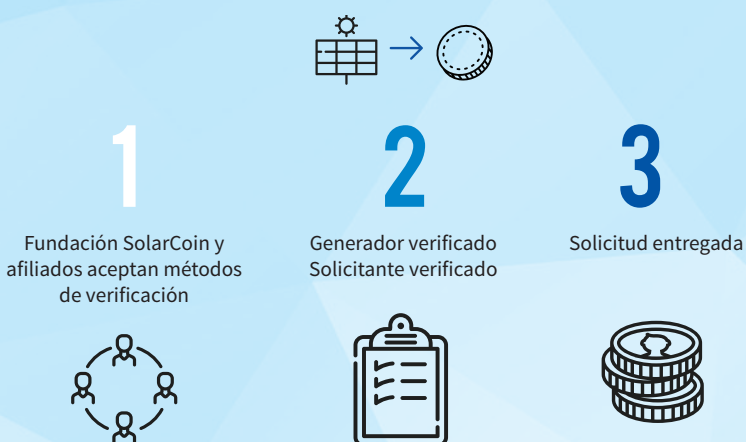 1
Fundación SolarCoin y
afiliados aceptan métodos
de verificación
2
Generador verificado
Solicitante verificado
3
Solicitud entregada